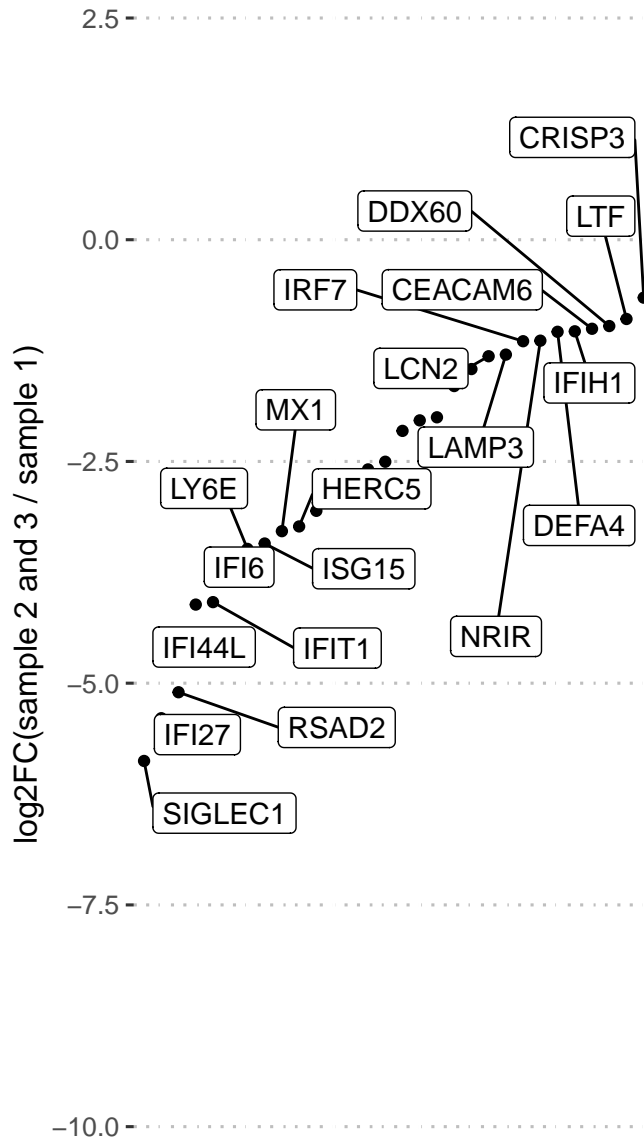 2.5
CRISP3
DDX60
LTF
0.0
IRF7
CEACAM6
LCN2
IFIH1
MX1
LAMP3
−2.5
LY6E
HERC5
DEFA4
IFI6
ISG15
NRIR
IFI44L
IFIT1
−5.0
RSAD2
IFI27
SIGLEC1
−7.5
−10.0
log2FC(sample 2 and 3 / sample 1)